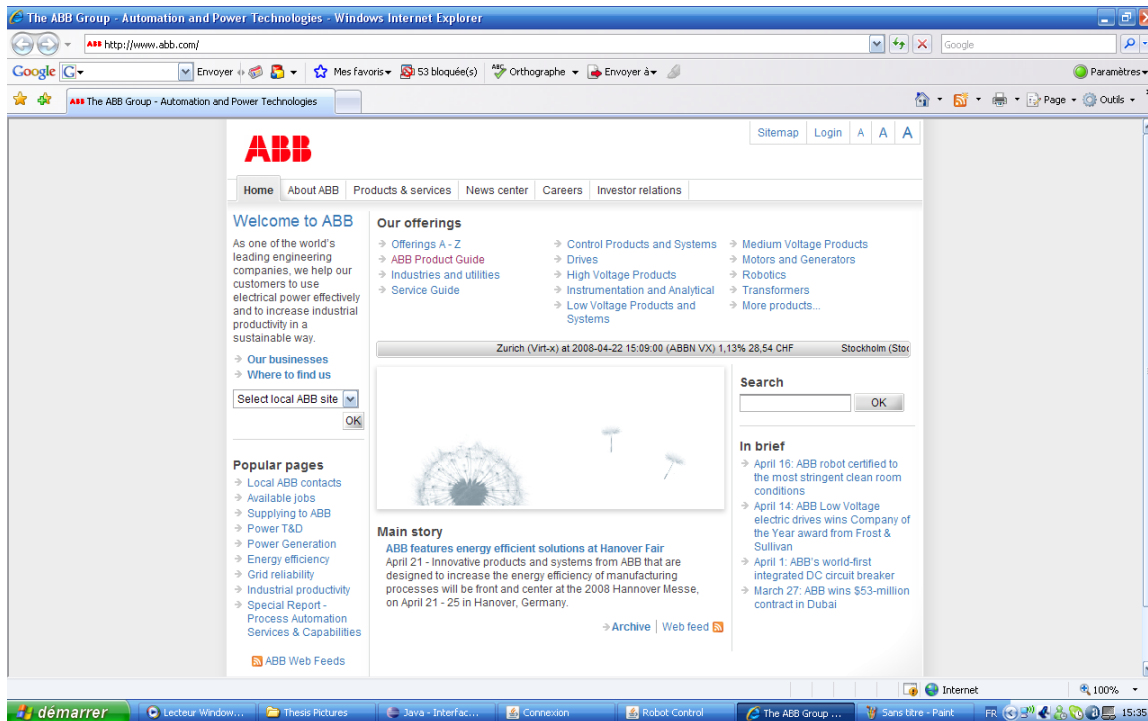 The ABB Group - Automation and Power Technologies - Windows Internet Explorer
ABB http://www.abb.com/
Google
Google G
Envoyer
Mes favoris
53 bloquée(s)
Orthographe
Envoyer à
Paramètres
ABB The ABB Group - Automation and Power Technologies
Page
Outils
Sitemap
Login
A
A
A
ABB
Home
About ABB
Products & services
News center
Careers
Investor relations
Welcome to ABB
As one of the world's
leading engineering
companies, we help our
customers to use
electrical power effectively
and to increase industrial
productivity in a
sustainable way.
Our businesses
Where to find us
Select local ABB site
OK
Popular pages
Local ABB contacts
Available jobs
Supplying to ABB
Power T&D
Power Generation
Energy efficiency
Grid reliability
Industrial productivity
Special Report -
Process Automation
Services & Capabilities
ABB Web Feeds
Our offerings
Offerings A - Z
ABB Product Guide
Industries and utilities
Service Guide
Control Products and Systems
Drives
High Voltage Products
Instrumentation and Analytical
Low Voltage Products and
Systems
Medium Voltage Products
Motors and Generators
Robotics
Transformers
More products...
Zurich (Virt-x) at 2008-04-22 15:09:00 (ABBN VX) 1,13% 28,54 CHF
Stockholm (Stoc
Main story
ABB features energy efficient solutions at Hanover Fair
April 21 - Innovative products and systems from ABB that are
designed to increase the energy efficiency of manufacturing
processes will be front and center at the 2008 Hannover Messe,
on April 21 - 25 in Hanover, Germany.
Archive
Web feed
Search
OK
In brief
April 16: ABB robot certified to
the most stringent clean room
conditions
April 14: ABB Low Voltage
electric drives wins Company of
the Year award from Frost &
Sullivan
April 1: ABB's world-first
integrated DC circuit breaker
March 27: ABB wins $53-million
contract in Dubai
Internet
100%
démarrer
Lecteur Window...
Thesis Pictures
Java - Interfac...
Connexion
Robot Control
The ABB Group ...
Sans titre - Paint
FR
15:35